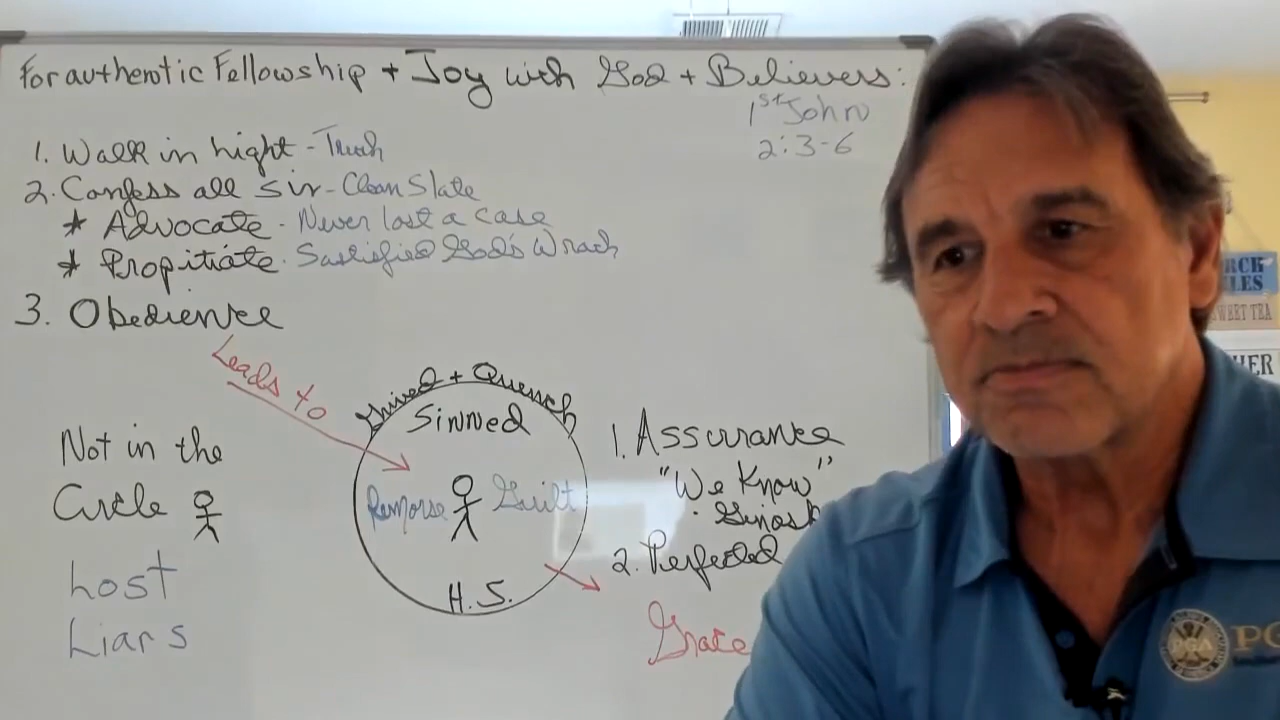 For authentic Fellowship + Joy with God + Believers:
1st John
2:3-6
1. Walk in Light - Truth
2. Confess all sin - Clean Slate
* Advocate - Never lost a case
* Propitiate - Satisfied God's Wrath
3. Obedience
Leads to
Grived + Quench
Sinned
Remorse Guilt
H.S.
Not in the
Circle
Lost
Liars
1. Assurance
"We Know"
2. Perfected
Grace
PGA